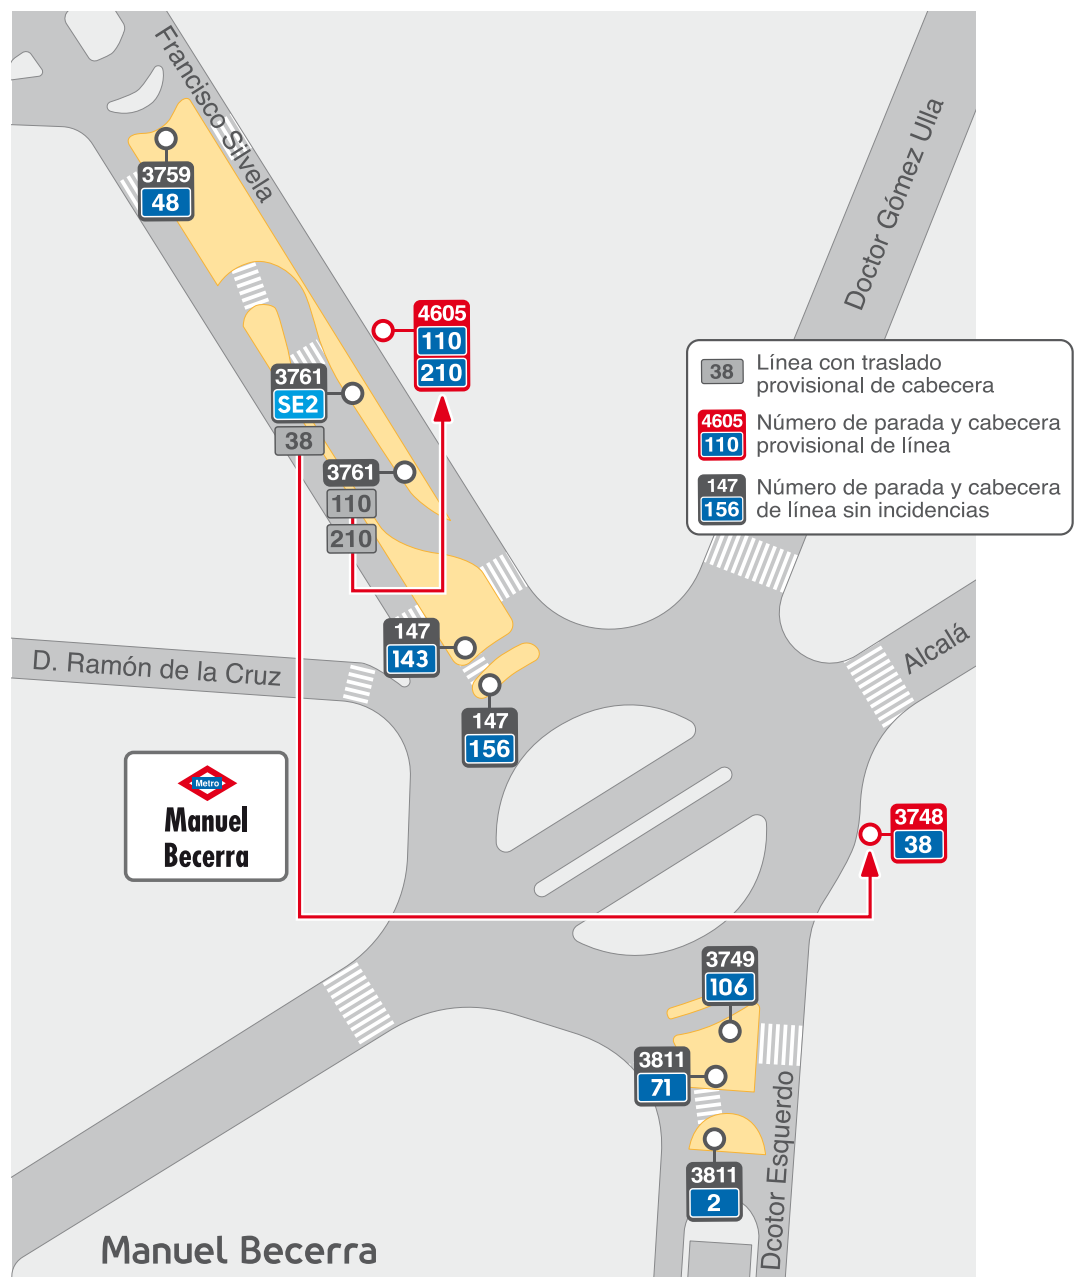 Francisco Silvela
3759
48
Doctor Gómez Ulla
4605
110
210
38
Línea con traslado
provisional de cabecera
4605
110
Número de parada y cabecera
provisional de línea
147
156
Número de parada y cabecera
de línea sin incidencias
3761
SE2
38
3761
110
210
147
143
Alcalá
D. Ramón de la Cruz
147
156
Metro
Manuel
Becerra
3748
38
3749
106
3811
71
Dcotor Esquerdo
3811
2
Manuel Becerra